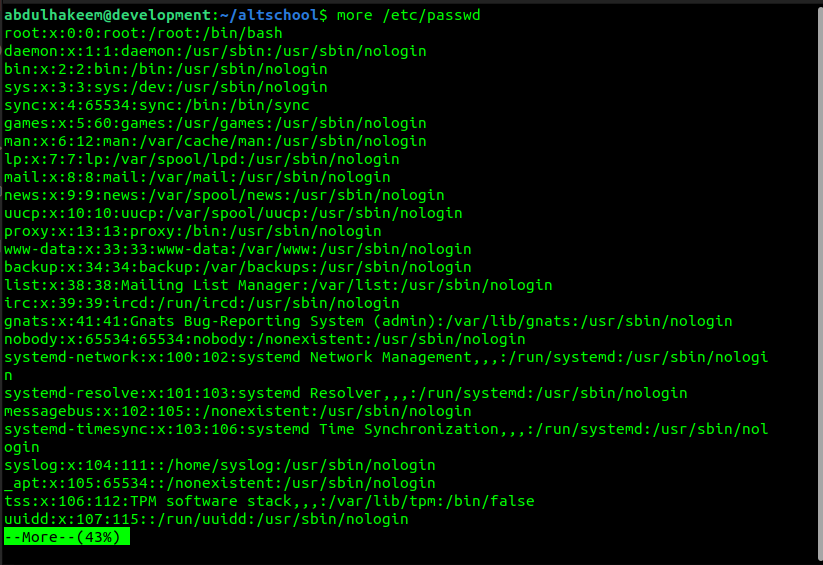 abdulhakeem@development:~/altschool$ more /etc/passwd
root:x:0:0:root:/root:/bin/bash
daemon:x:1:1:daemon:/usr/sbin:/usr/sbin/nologin
bin:x:2:2:bin:/bin:/usr/sbin/nologin
sys:x:3:3:sys:/dev:/usr/sbin/nologin
sync:x:4:65534:sync:/bin:/bin/sync
games:x:5:60:games:/usr/games:/usr/sbin/nologin
man:x:6:12:man:/var/cache/man:/usr/sbin/nologin
lp:x:7:7:lp:/var/spool/lpd:/usr/sbin/nologin
mail:x:8:8:mail:/var/mail:/usr/sbin/nologin
news:x:9:9:news:/var/spool/news:/usr/sbin/nologin
uucp:x:10:10:uucp:/var/spool/uucp:/usr/sbin/nologin
proxy:x:13:13:proxy:/bin:/usr/sbin/nologin
www-data:x:33:33:www-data:/var/www:/usr/sbin/nologin
backup:x:34:34:backup:/var/backups:/usr/sbin/nologin
list:x:38:38:Mailing List Manager:/var/list:/usr/sbin/nologin
irc:x:39:39:ircd:/run/ircd:/usr/sbin/nologin
gnats:x:41:41:Gnats Bug-Reporting System (admin):/var/lib/gnats:/usr/sbin/nologin
nobody:x:65534:65534:nobody:/nonexistent:/usr/sbin/nologin
systemd-network:x:100:102:systemd Network Management,,,:/run/systemd:/usr/sbin/nologi
n
systemd-resolve:x:101:103:systemd Resolver,,,:/run/systemd:/usr/sbin/nologin
messagebus:x:102:105::/nonexistent:/usr/sbin/nologin
systemd-timesync:x:103:106:systemd Time Synchronization,,,:/run/systemd:/usr/sbin/nol
ogin
syslog:x:104:111::/home/syslog:/usr/sbin/nologin
_apt:x:105:65534::/nonexistent:/usr/sbin/nologin
tss:x:106:112:TPM software stack,,,:/var/lib/tpm:/bin/false
uuidd:x:107:115::/run/uuidd:/usr/sbin/nologin
--More--(43%)